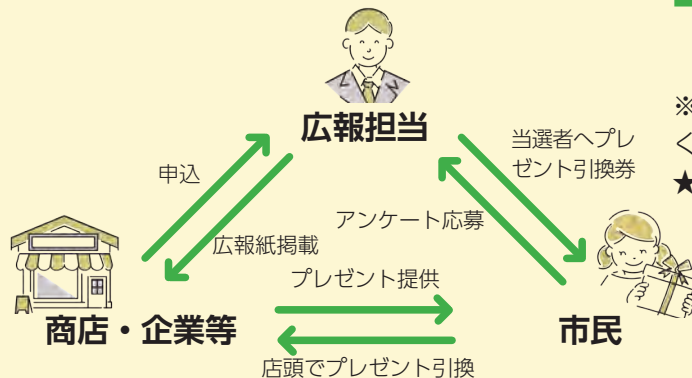 広報担当
※
く
★
当選者へプレ
ゼント引換券
申込
アンケート応募
広報紙掲載
プレゼント提供
商店・企業等
市民
店頭でプレゼント引換